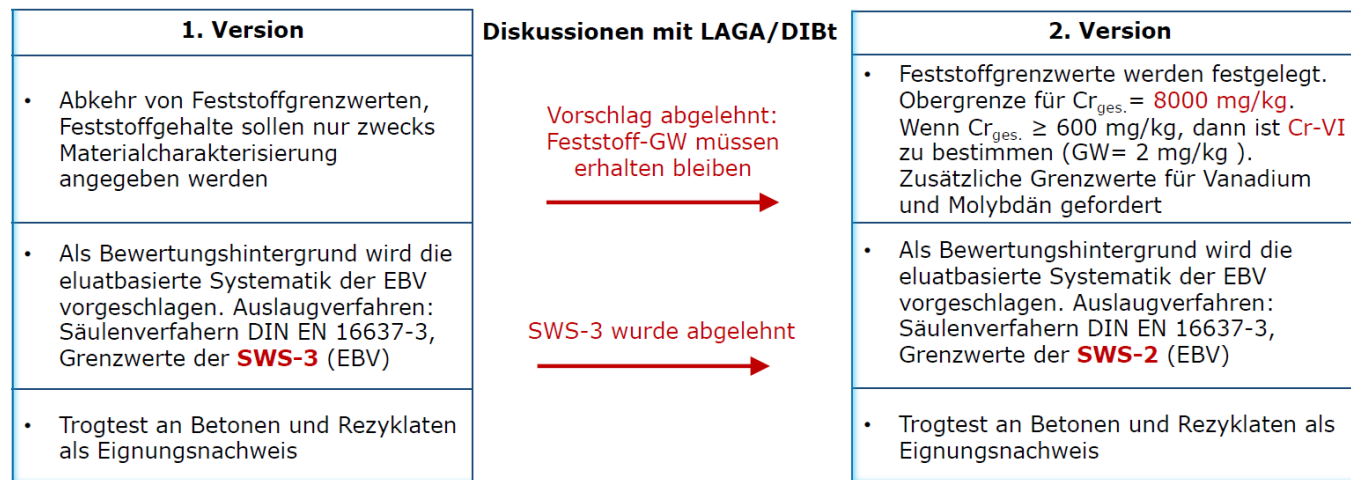 1. Version
• Abkehr von Feststoffgrenzwerten,
Feststoffgehalte sollen nur zwecks
Materialcharakterisierung
angegeben werden
• Als Bewertungshintergrund wird die
eluatbasierte Systematik der EBV
vorgeschlagen. Auslaugverfahren:
Säulenverfahern DIN EN 16637-3,
Grenzwerte der SWS-3 (EBV)
• Trogtest an Betonen und Rezyklaten
als Eignungsnachweis
Diskussionen mit LAGA/DIBt
Vorschlag abgelehnt:
Feststoff-GW müssen
erhalten bleiben
SWS-3 wurde abgelehnt
2. Version
• Feststoffgrenzwerte werden festgelegt.
Obergrenze für Cr ges. = 8000 mg/kg.
Wenn Cr ges. ≥ 600 mg/kg, dann ist Cr-VI
zu bestimmen (GW= 2 mg/kg ).
Zusätzliche Grenzwerte für Vanadium
und Molybdän gefordert
• Als Bewertungshintergrund wird die
eluatbasierte Systematik der EBV
vorgeschlagen. Auslaugverfahren:
Säulenverfahern DIN EN 16637-3,
Grenzwerte der SWS-2 (EBV)
• Trogtest an Betonen und Rezyklaten als
Eignungsnachweis